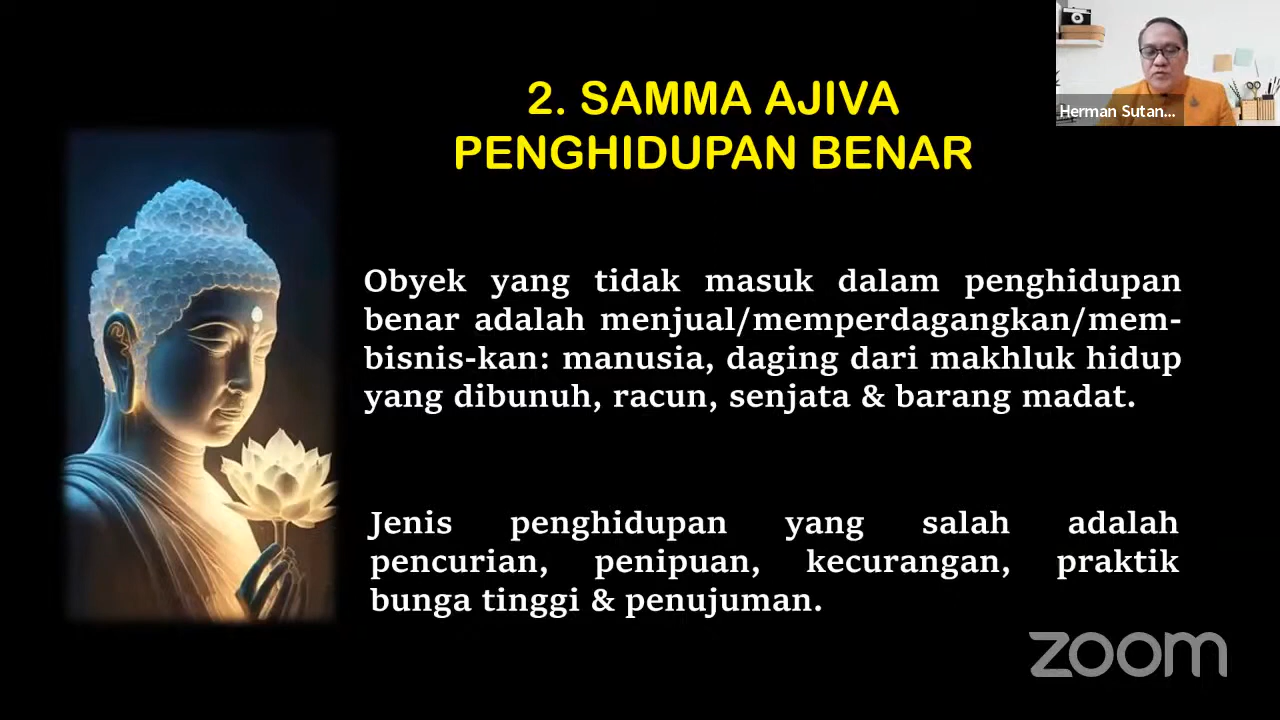 2. SAMMA AJIVA
PENGHIDUPAN BENAR
Herman Sutan...
Obyek yang tidak masuk dalam penghidupan
benar adalah menjual/memperdagangkan/mem-
bisnis-kan: manusia, daging dari makhluk hidup
yang dibunuh, racun, senjata & barang madat.
Jenis penghidupan yang salah adalah
pencurian, penipuan, kecurangan, praktik
bunga tinggi & penujuman.
zoom